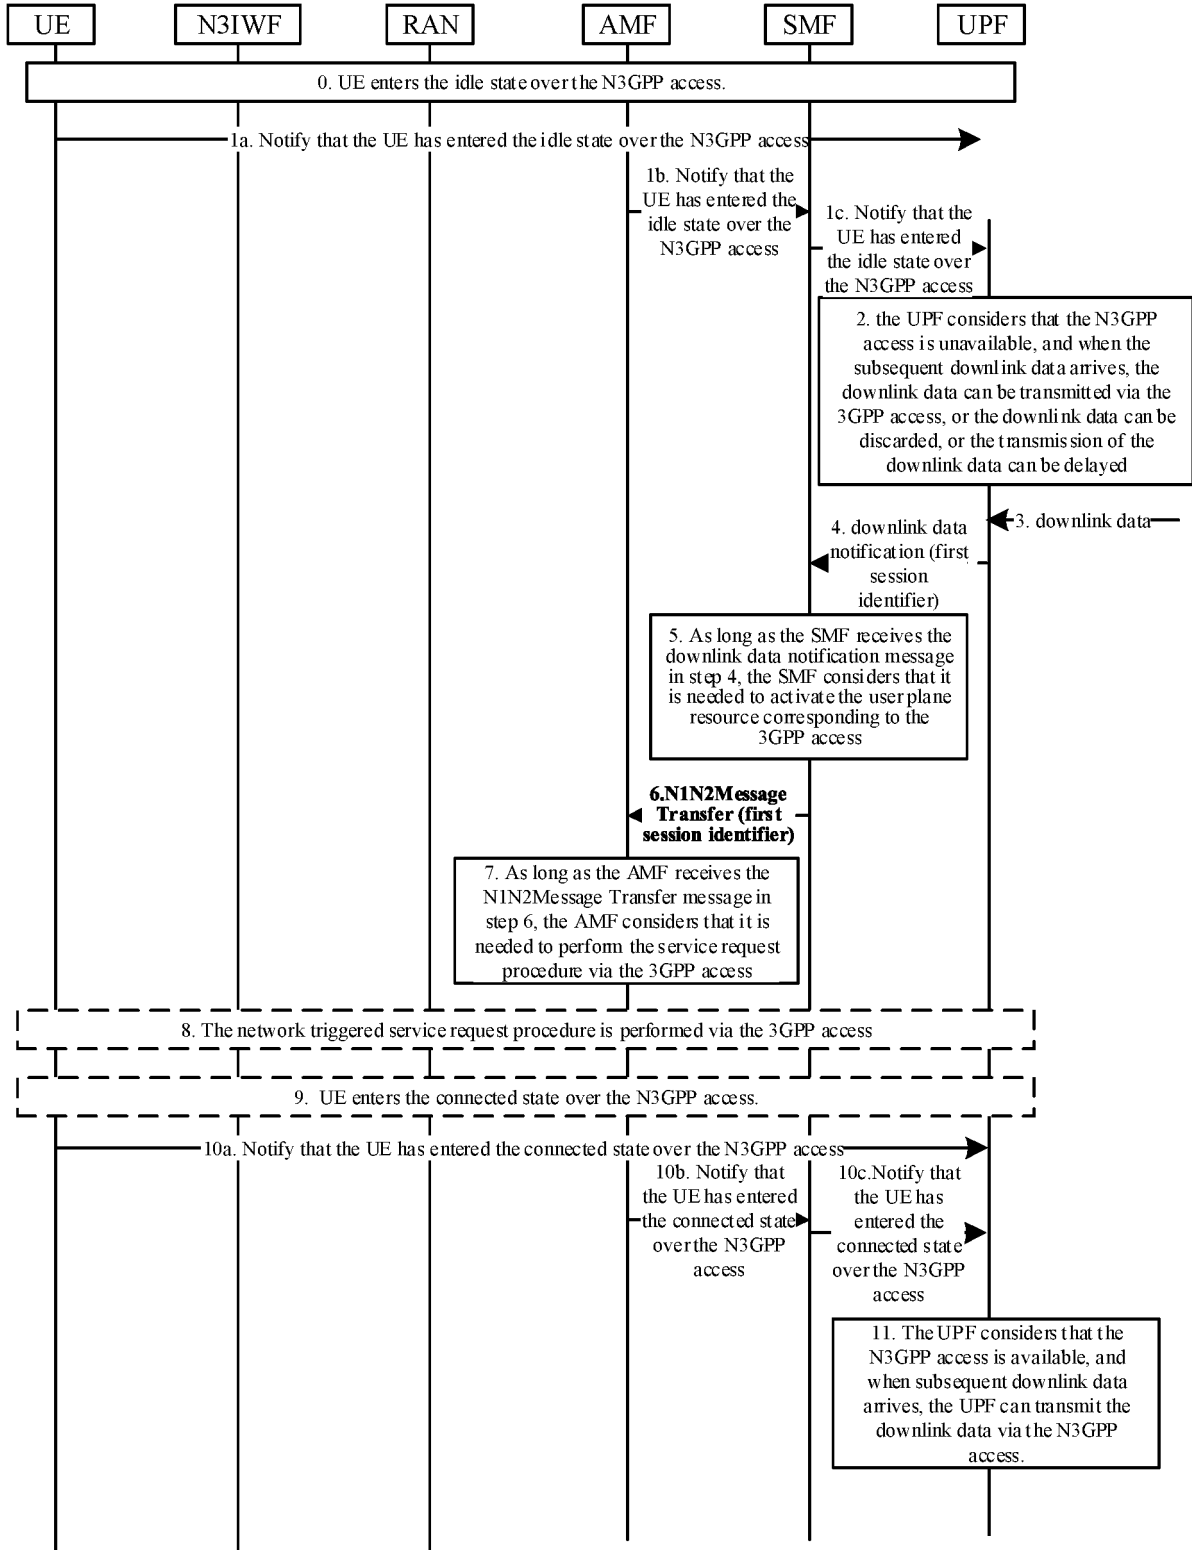 UE
N3IWF
RAN
AMF
SMF
UPF
0. UE enters the idle state over the N3GPP access.
1a. Notify that the UE has entered the idle state over the N3GPP access
1b. Notify that the
UE has entered the
idle state over the
N3GPP access
1c. Notify that the
UE has entered
the idle state over
the N3GPP access
2. the UPF considers that the N3GPP
access is unavailable, and when the
subsequent downlink data arrives, the
downlink data can be transmitted via the
3GPP access, or the downlink data can be
discarded, or the transmission of the
downlink data can be delayed
3. downlink data
4. downlink data
notification (first
session
identifier)
5. As long as the SMF receives the
downlink data notification message
in step 4, the SMF considers that it
is needed to activate the user plane
resource corresponding to the
3GPP access
6.N1N2Message
Transfer (first
session identifier)
7. As long as the AMF receives the
N1N2Message Transfer message in
step 6, the AMF considers that it is
needed to perform the service request
procedure via the 3GPP access
8. The network triggered service request procedure is performed via the 3GPP access
9. UE enters the connected state over the N3GPP access.
10a. Notify that the UE has entered the connected state over the N3GPP access
10b. Notify that
the UE has entered
the connected state
over the N3GPP
access
10c.Notify that
the UE has
entered the
connected state
over the N3GPP
access
11. The UPF considers that the
N3GPP access is available, and
when subsequent downlink data
arrives, the UPF can transmit the
downlink data via the N3GPP
access.